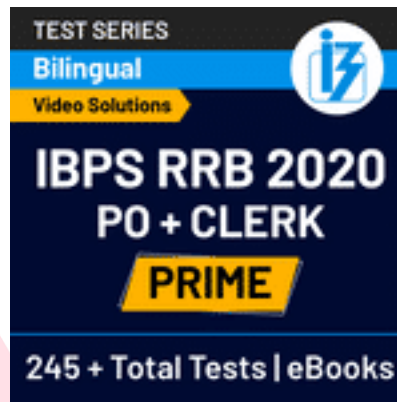 TEST SERIES
Bilingual
Video Solutions
IBPS RRB 2020
PO + CLERK
PRIME
245 + Total Tests | eBooks